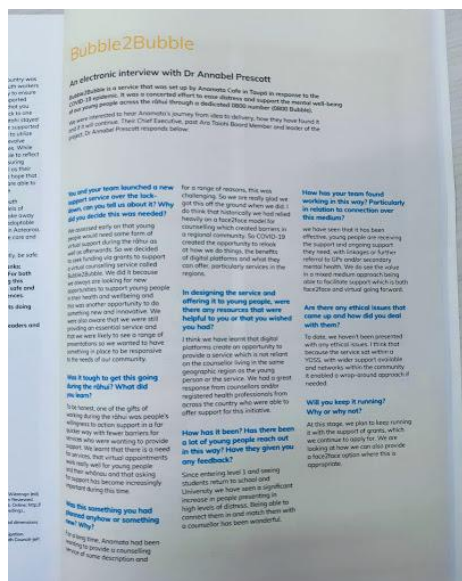 Bubble2Bubble
An electronic interview with Dr Annabel Prescott
Bubble2Bubble is a service that was set up by Anamata Cafe in Taupō in response to the
COVID-19 epidemic. It was a concerted effort to ease distress and support the mental well-being
of our young people across the rāhui through a dedicated 0800 number (0800 Bubble).
We were interested to hear Anamata's journey from idea to delivery, how they have found it
and if it will continue. Their Chief Executive, past Ara Taiohi Board Member and leader of the
project, Dr Annabel Prescott responds below:
You and your team launched a new
support service over the lock-
down, can you tell us about it? Why
did you decide this was needed?
We assessed early on that young
people would need some form of
virtual support during the rāhui as
well as afterwards. So we decided
to seek funding via grants to support
a virtual counselling service called
Bubble2Bubble. We did it because
we always are looking for new
opportunities to support young people
in their health and wellbeing and
this was another opportunity to do
something new and innovative. We
were also aware that we were still
providing an essential service and
that we were likely to see a range of
presentations so we wanted to have
something in place to be responsive
to the needs of our community.
Was it tough to get this going
during the rāhui? What did
you learn?
To be honest, one of the gifts of
working during the rāhui was people's
willingness to action support in a far
quicker way with fewer barriers for
services who were wanting to provide
support. We learnt that there is a need
for services, that virtual appointments
work really well for young people
and their whānau and that asking
for support has become increasingly
important during this time.
Was this something you had
planned anyhow or something
new? Why?
For a long time, Anamata had been
wanting to provide a counselling
service of some description and
for a range of reasons, this was
challenging. So we are really glad we
got this off the ground when we did. I
do think that historically we had relied
heavily on a face2face model for
counselling which created barriers in
a regional community. So COVID-19
created the opportunity to relook
at how we do things, the benefits
of digital platforms and what they
can offer, particularly services in the
regions.
In designing the service and
offering it to young people, were
there any resources that were
helpful to you or that you wished
you had?
I think we have learnt that digital
platforms create an opportunity to
provide a service which is not reliant
on the counsellor living in the same
geographic region as the young
person or the service. We had a great
response from counsellors and/or
registered health professionals from
across the country who were able to
offer support for this initiative.
How has it been? Has there been
a lot of young people reach out
in this way? Have they given you
any feedback?
Since entering level 1 and seeing
students return to school and
University we have seen a significant
increase in people presenting in
high levels of distress. Being able to
connect them in and match them with
a counsellor has been wonderful.
How has your team found
working in this way? Particularly
in relation to connection over
this medium?
we have seen that it has been
effective, young people are receiving
the support and ongoing support
they need, with linkages or further
referrals to GPs and/or secondary
mental health. We do see the value
in a mixed medium approach being
able to facilitate support which is both
face2face and virtual going forward.
Are there any ethical issues that
came up and how did you deal
with them?
To date, we haven't been presented
with any ethical issues. I think that
because the service sat within a
YOSS, with wider support available
and networks within the community
it enabled a wrap-around approach if
needed.
Will you keep it running?
Why or why not?
At this stage, we plan to keep running
it with the support of grants, which
we continue to apply for. We are
looking at how we can also provide
a face2face option where this is
appropriate.